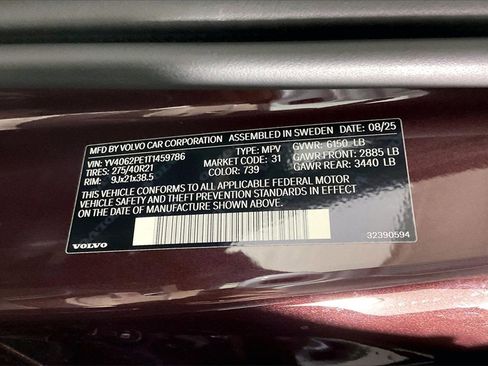 MFD BY VOLVO CAR CORPORATION ASSEMBLED IN SWEDEN DATE: 08/25
VIN: YV4062PE1T1459786 TYPE: MPV GVWR: 6150 LB
TIRES: 275/40R21 MARKET CODE: 31 GAWR FRONT: 2885 LB
RIM: 9Jx21x38.5 COLOR: 739 GAWR REAR: 3440 LB
THIS VEHICLE CONFORMS TO ALL APPLICABLE FEDERAL MOTOR
VEHICLE SAFETY AND THEFT PREVENTION STANDARDS IN EFFECT
ON THE DATE OF MANUFACTURE SHOWN ABOVE.
VOLVO 32390594